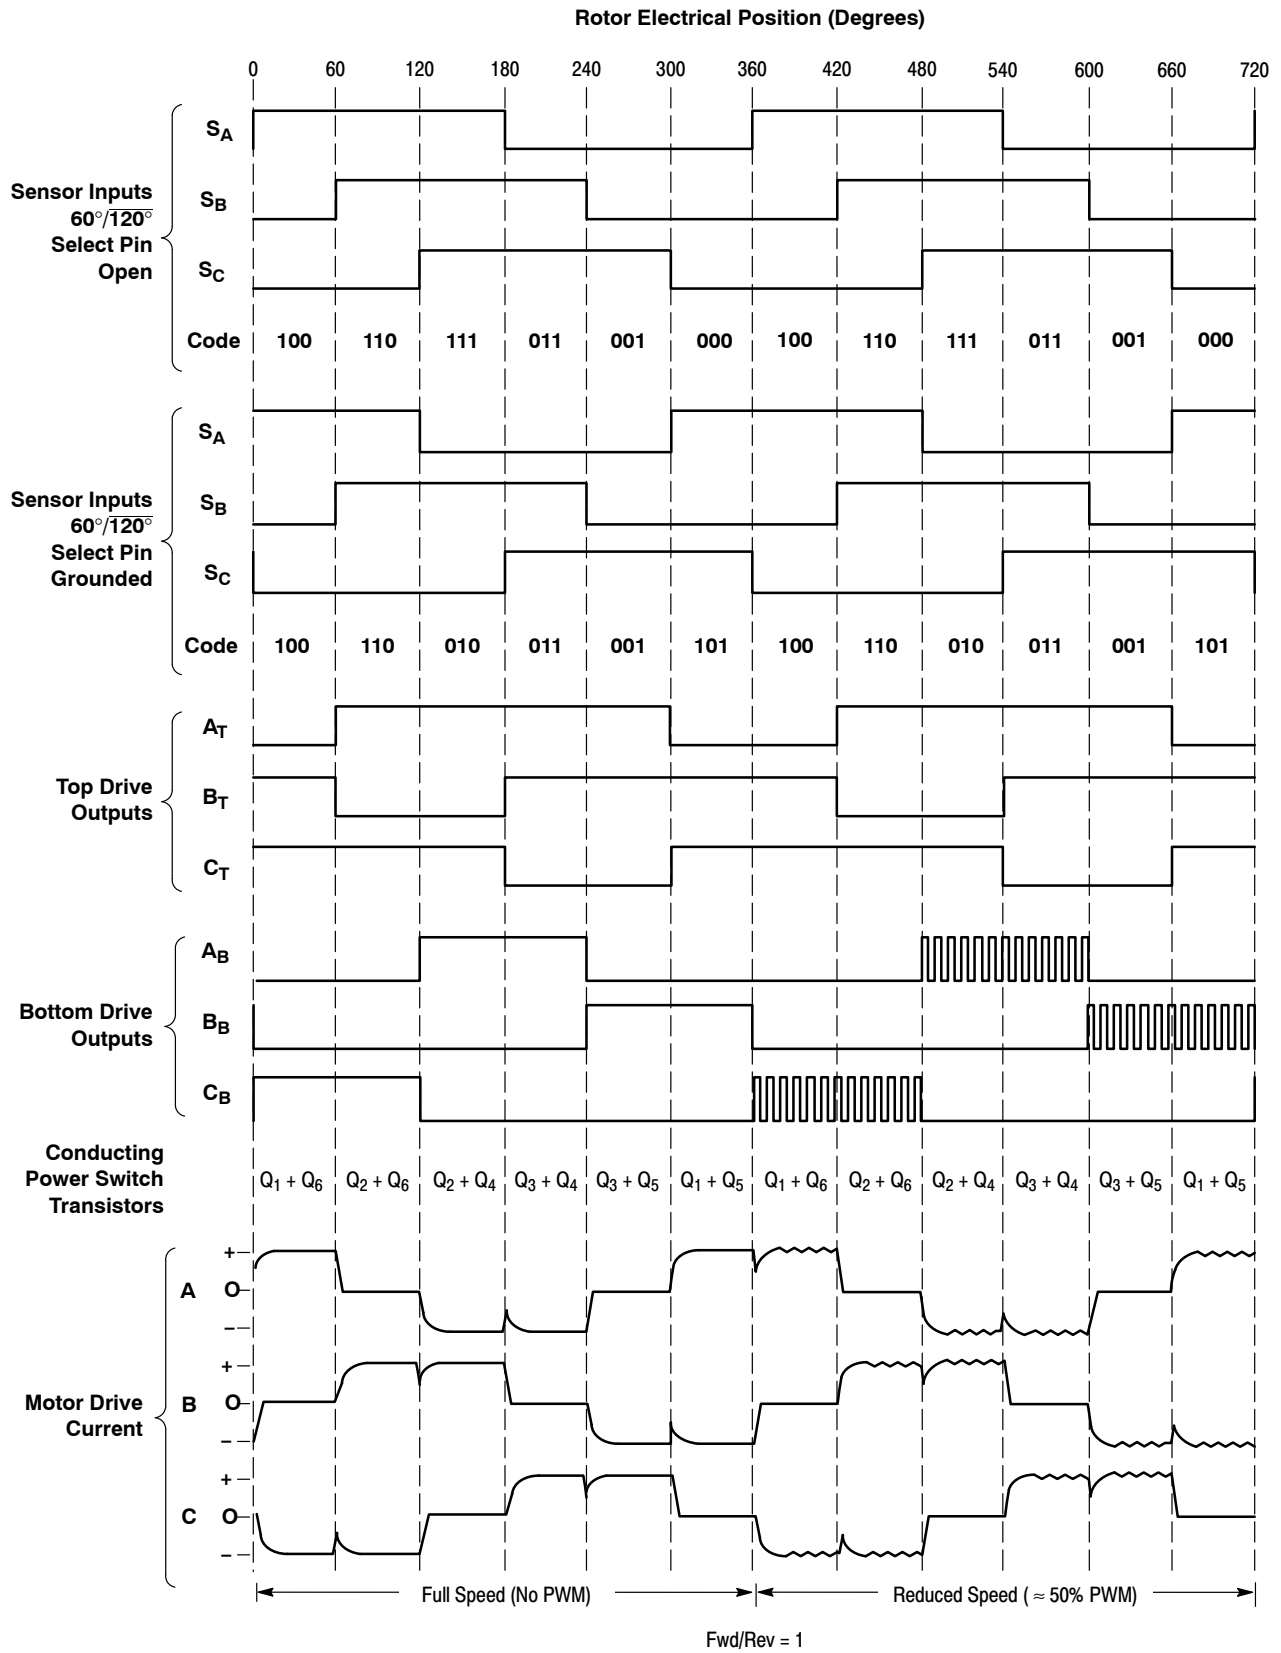 Rotor Electrical Position (Degrees)
0 60 120 180 240 300 360 420 480 540 600 660 720
Sensor Inputs
60°/120°
Select Pin
Open
SA
SB
SC
Code 100 110 111 011 001 000 100 110 111 011 001 000
Sensor Inputs
60°/120°
Select Pin
Grounded
SA
SB
SC
Code 100 110 010 011 001 101 100 110 010 011 001 101
Top Drive
Outputs
AT
BT
CT
Bottom Drive
Outputs
AB
BB
CB
Conducting
Power Switch
Transistors
Q1 + Q6 Q2 + Q6 Q2 + Q4 Q3 + Q4 Q3 + Q5 Q1 + Q5 Q1 + Q6 Q2 + Q6 Q2 + Q4 Q3 + Q4 Q3 + Q5 Q1 + Q5
Motor Drive
Current
+
A O
−
+
B O
−
+
C O
−
Full Speed (No PWM) Reduced Speed ( ≈ 50% PWM)
Fwd/Rev = 1